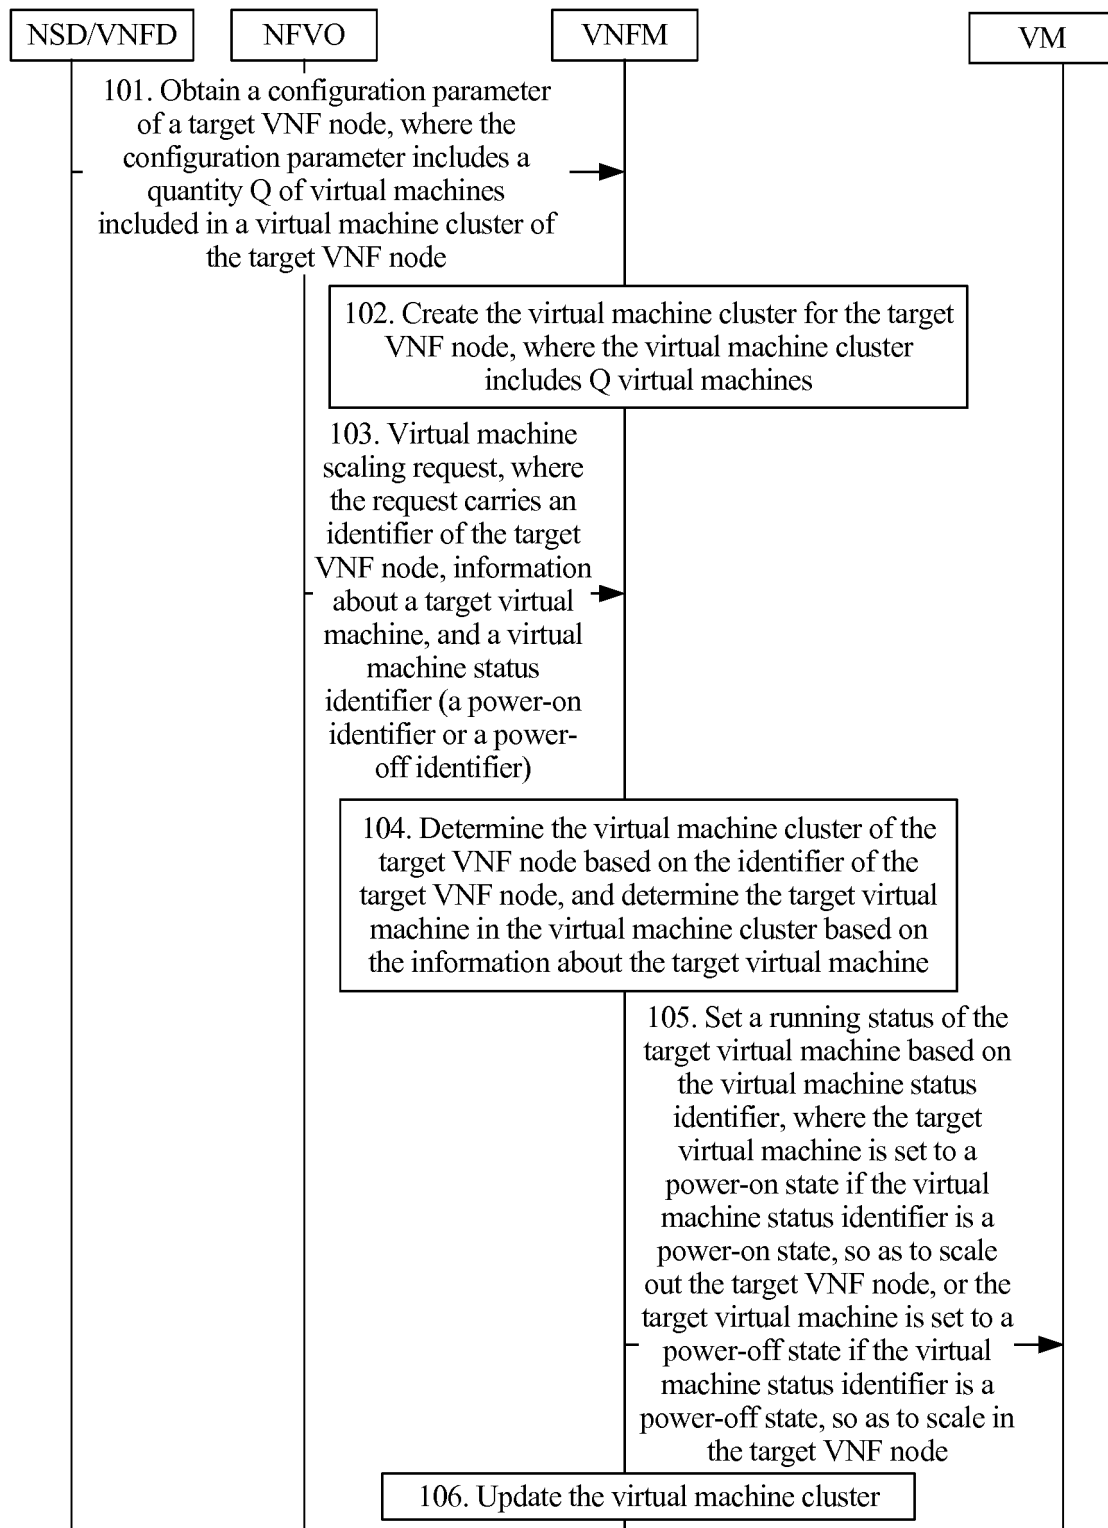 NSD/VNFD
NFVO
VNFM
VM
101. Obtain a configuration parameter
of a target VNF node, where the
configuration parameter includes a
quantity Q of virtual machines
included in a virtual machine cluster of
the target VNF node
102. Create the virtual machine cluster for the target
VNF node, where the virtual machine cluster
includes Q virtual machines
103. Virtual machine
scaling request, where
the request carries an
identifier of the target
VNF node, information
about a target virtual
machine, and a virtual
machine status
identifier (a power-on
identifier or a power-
off identifier)
104. Determine the virtual machine cluster of the
target VNF node based on the identifier of the
target VNF node, and determine the target virtual
machine in the virtual machine cluster based on
the information about the target virtual machine
105. Set a running status of the
target virtual machine based on
the virtual machine status
identifier, where the target
virtual machine is set to a
power-on state if the virtual
machine status identifier is a
power-on state, so as to scale
out the target VNF node, or the
target virtual machine is set to a
power-off state if the virtual
machine status identifier is a
power-off state, so as to scale in
the target VNF node
106. Update the virtual machine cluster